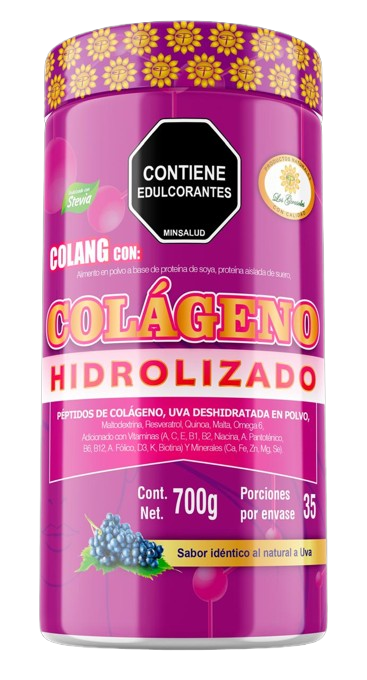 CONTIENE
EDULCORANTES
MINSALUD
Stevia
Los Girasoles
COLANG CON:
Alimento en polvo a base de proteína de soya, proteína aislada de suero,
COLÁGENO
HIDROLIZADO
PÉPTIDOS DE COLÁGENO, UVA DESHIDRATADA EN POLVO,
Maltodextrina, Resveratrol, Quinoa, Malta, Omega 6,
Adicionado con Vitaminas (A, C, E, B1, B2, Niacina, A. Pantoténico,
B6, B12, A. Fólico, D3, K, Biotina) Y Minerales (Ca, Fe, Zn, Mg, Se).
Cont. Net. 700g
Porciones por envase 35
Sabor idéntico al natural a Uva